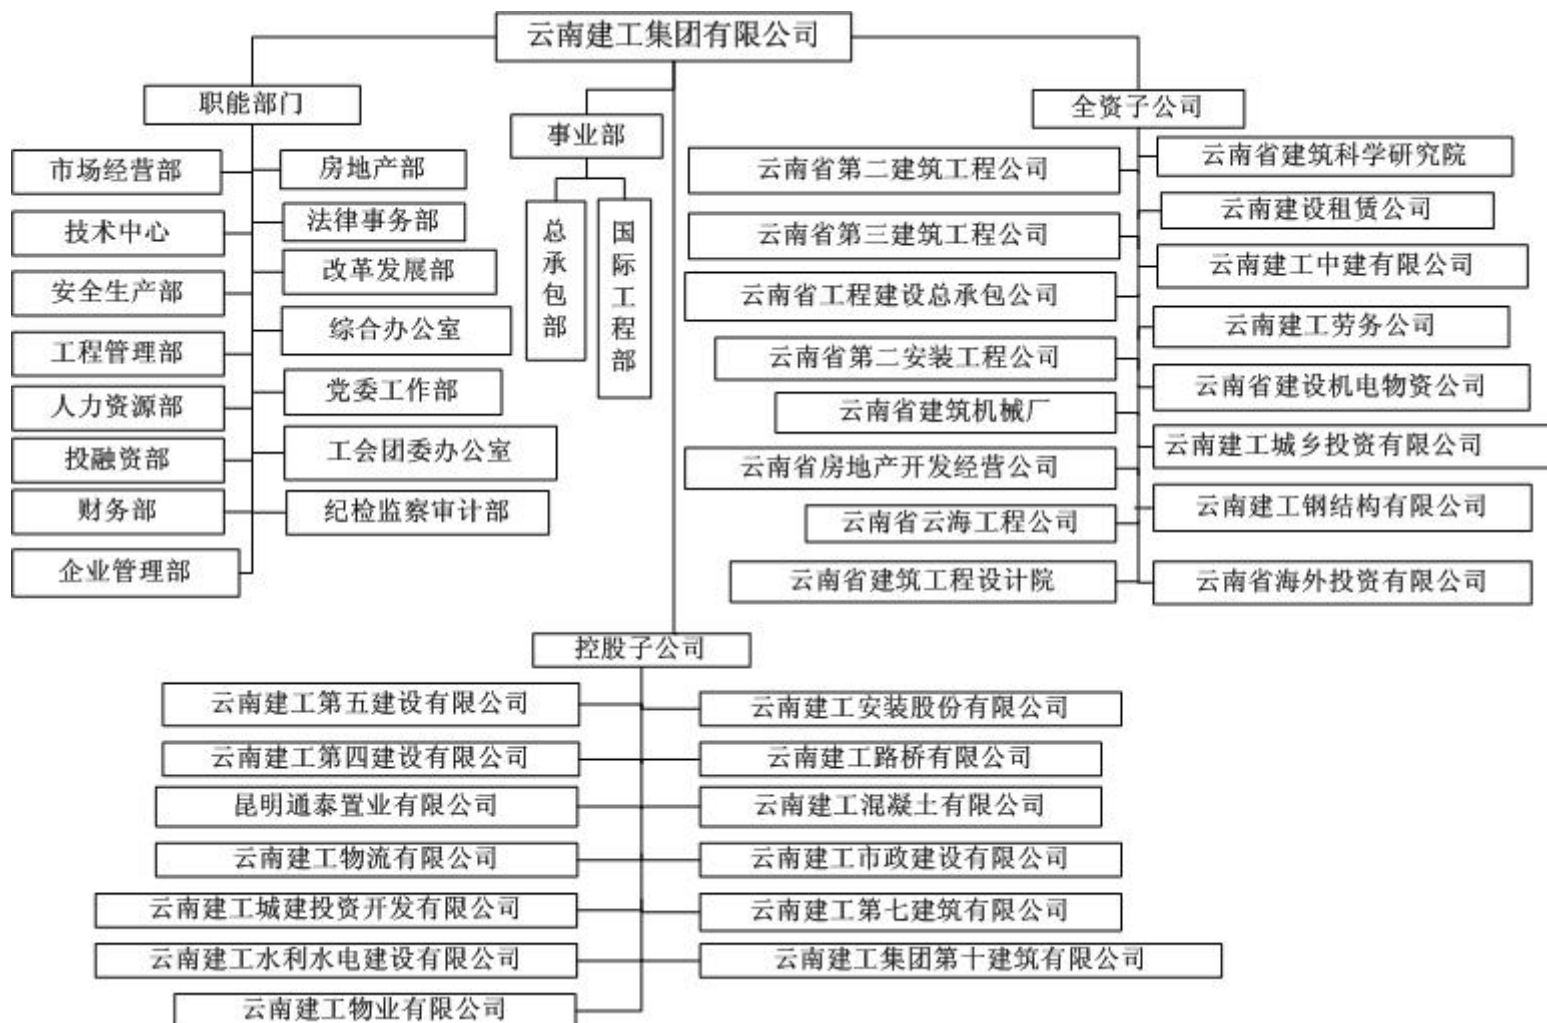 云南建工集团有限公司
职能部门
市场经营部
房地产部
技术中心
法律事务部
安全生产部
改革发展部
工程管理部
综合办公室
人力资源部
党委工作部
投融资部
工会团委办公室
财务部
纪检监察审计部
企业管理部
事业部
总承包部
国际工程部
全资子公司
云南省第二建筑工程公司
云南省建筑科学研究院
云南省第三建筑工程公司
云南建设租赁公司
云南省工程建设总承包公司
云南建工中建有限公司
云南省第二安装工程公司
云南建工劳务公司
云南省建筑机械厂
云南省建设机电物资公司
云南省房地产开发经营公司
云南建工城乡投资有限公司
云南省云海工程公司
云南建工钢结构有限公司
云南省建筑工程设计院
云南省海外投资有限公司
控股子公司
云南建工第五建设有限公司
云南建工安装股份有限公司
云南建工第四建设有限公司
云南建工路桥有限公司
昆明通泰置业有限公司
云南建工混凝土有限公司
云南建工物流有限公司
云南建工市政建设有限公司
云南建工城建投资开发有限公司
云南建工第七建筑有限公司
云南建工水利水电建设有限公司
云南建工集团第十建筑有限公司
云南建工物业有限公司